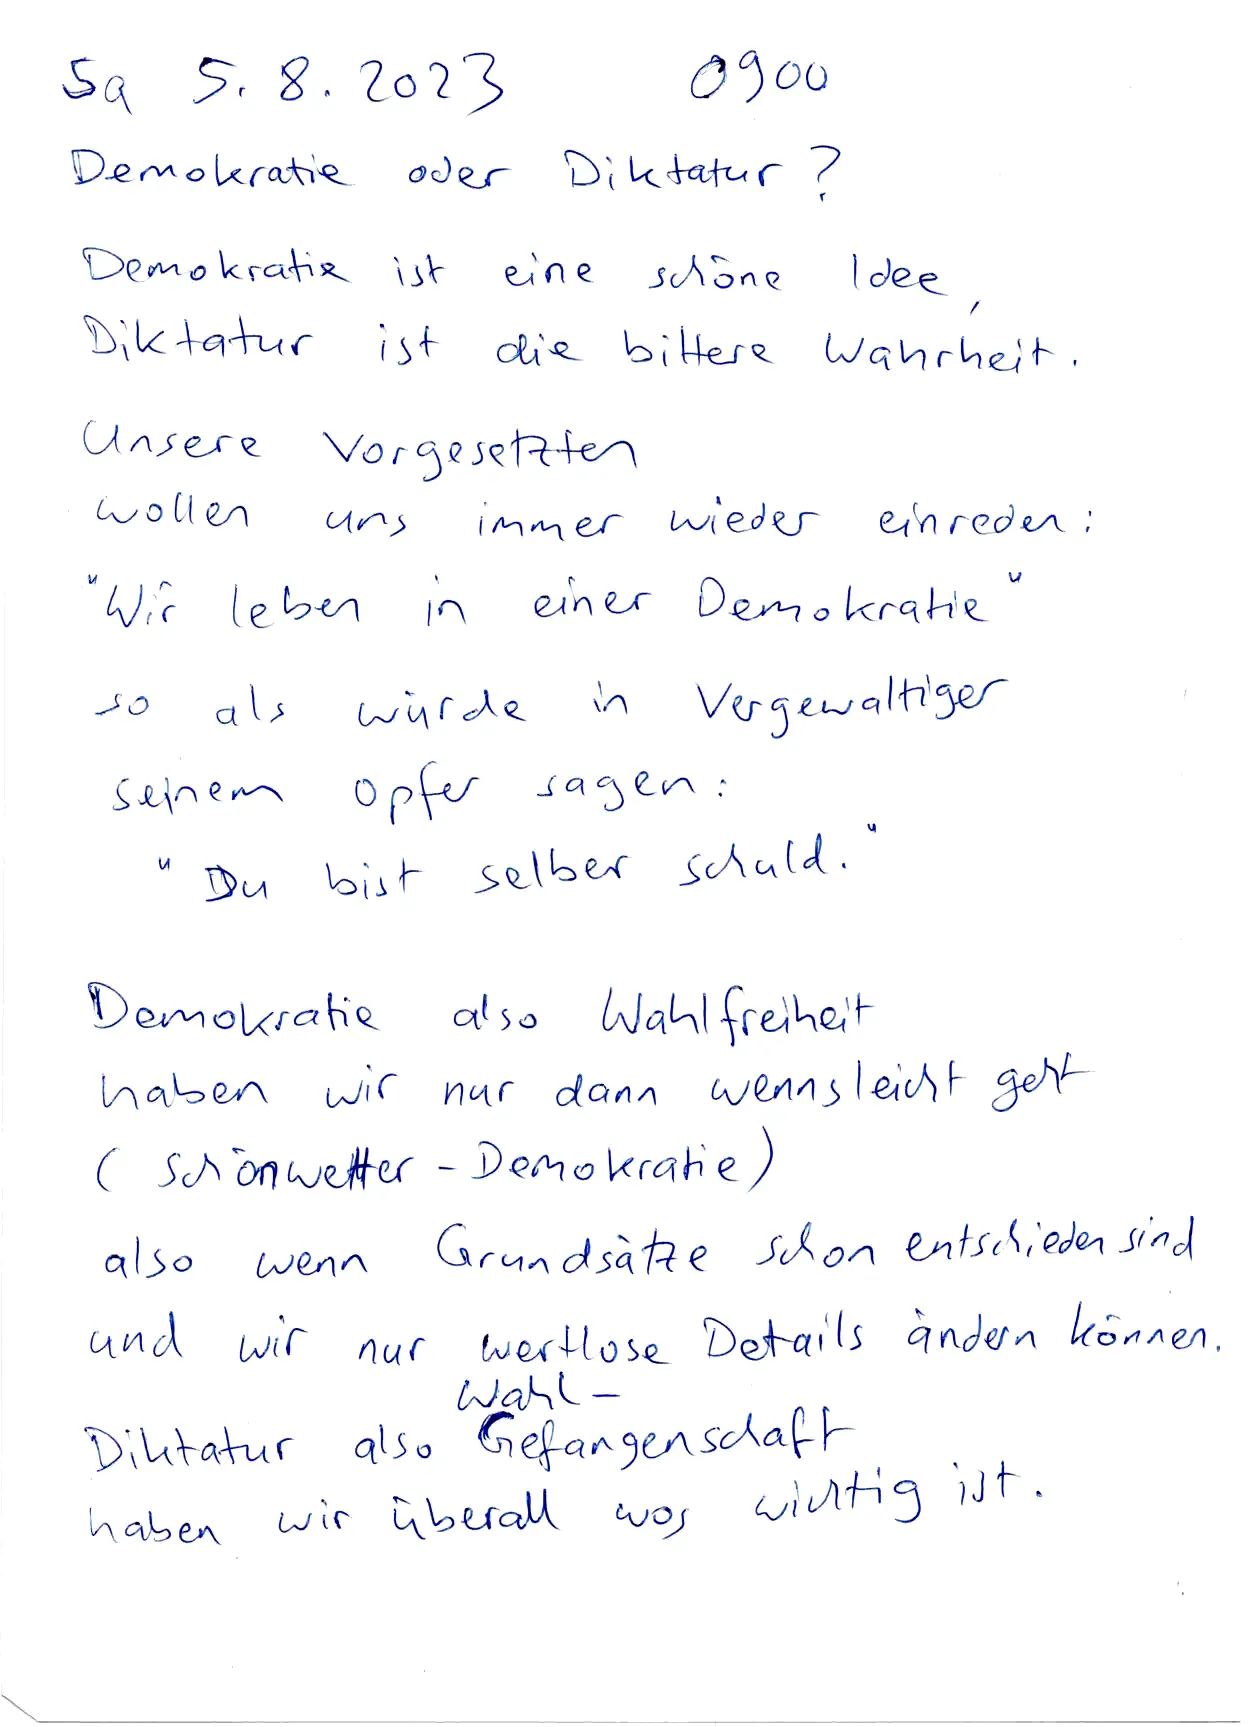 Sa 5.8.2023 0900
Demokratie oder Diktatur?
Demokratie ist eine schöne Idee,
Diktatur ist die bittere Wahrheit.
Unsere Vorgesetzten
wollen uns immer wieder einreden:
"Wir leben in einer Demokratie"
so als würde in Vergewaltiger
seinem Opfer sagen:
"Du bist selber schuld."
Demokratie also Wahlfreiheit
haben wir nur dann wenns leicht geht
(Schönwetter-Demokratie)
also wenn Grundsätze schon entschieden sind
und wir nur wertlose Details ändern können.
Wahl-
Diktatur also Gefangenschaft
haben wir überall wos wichtig ist.